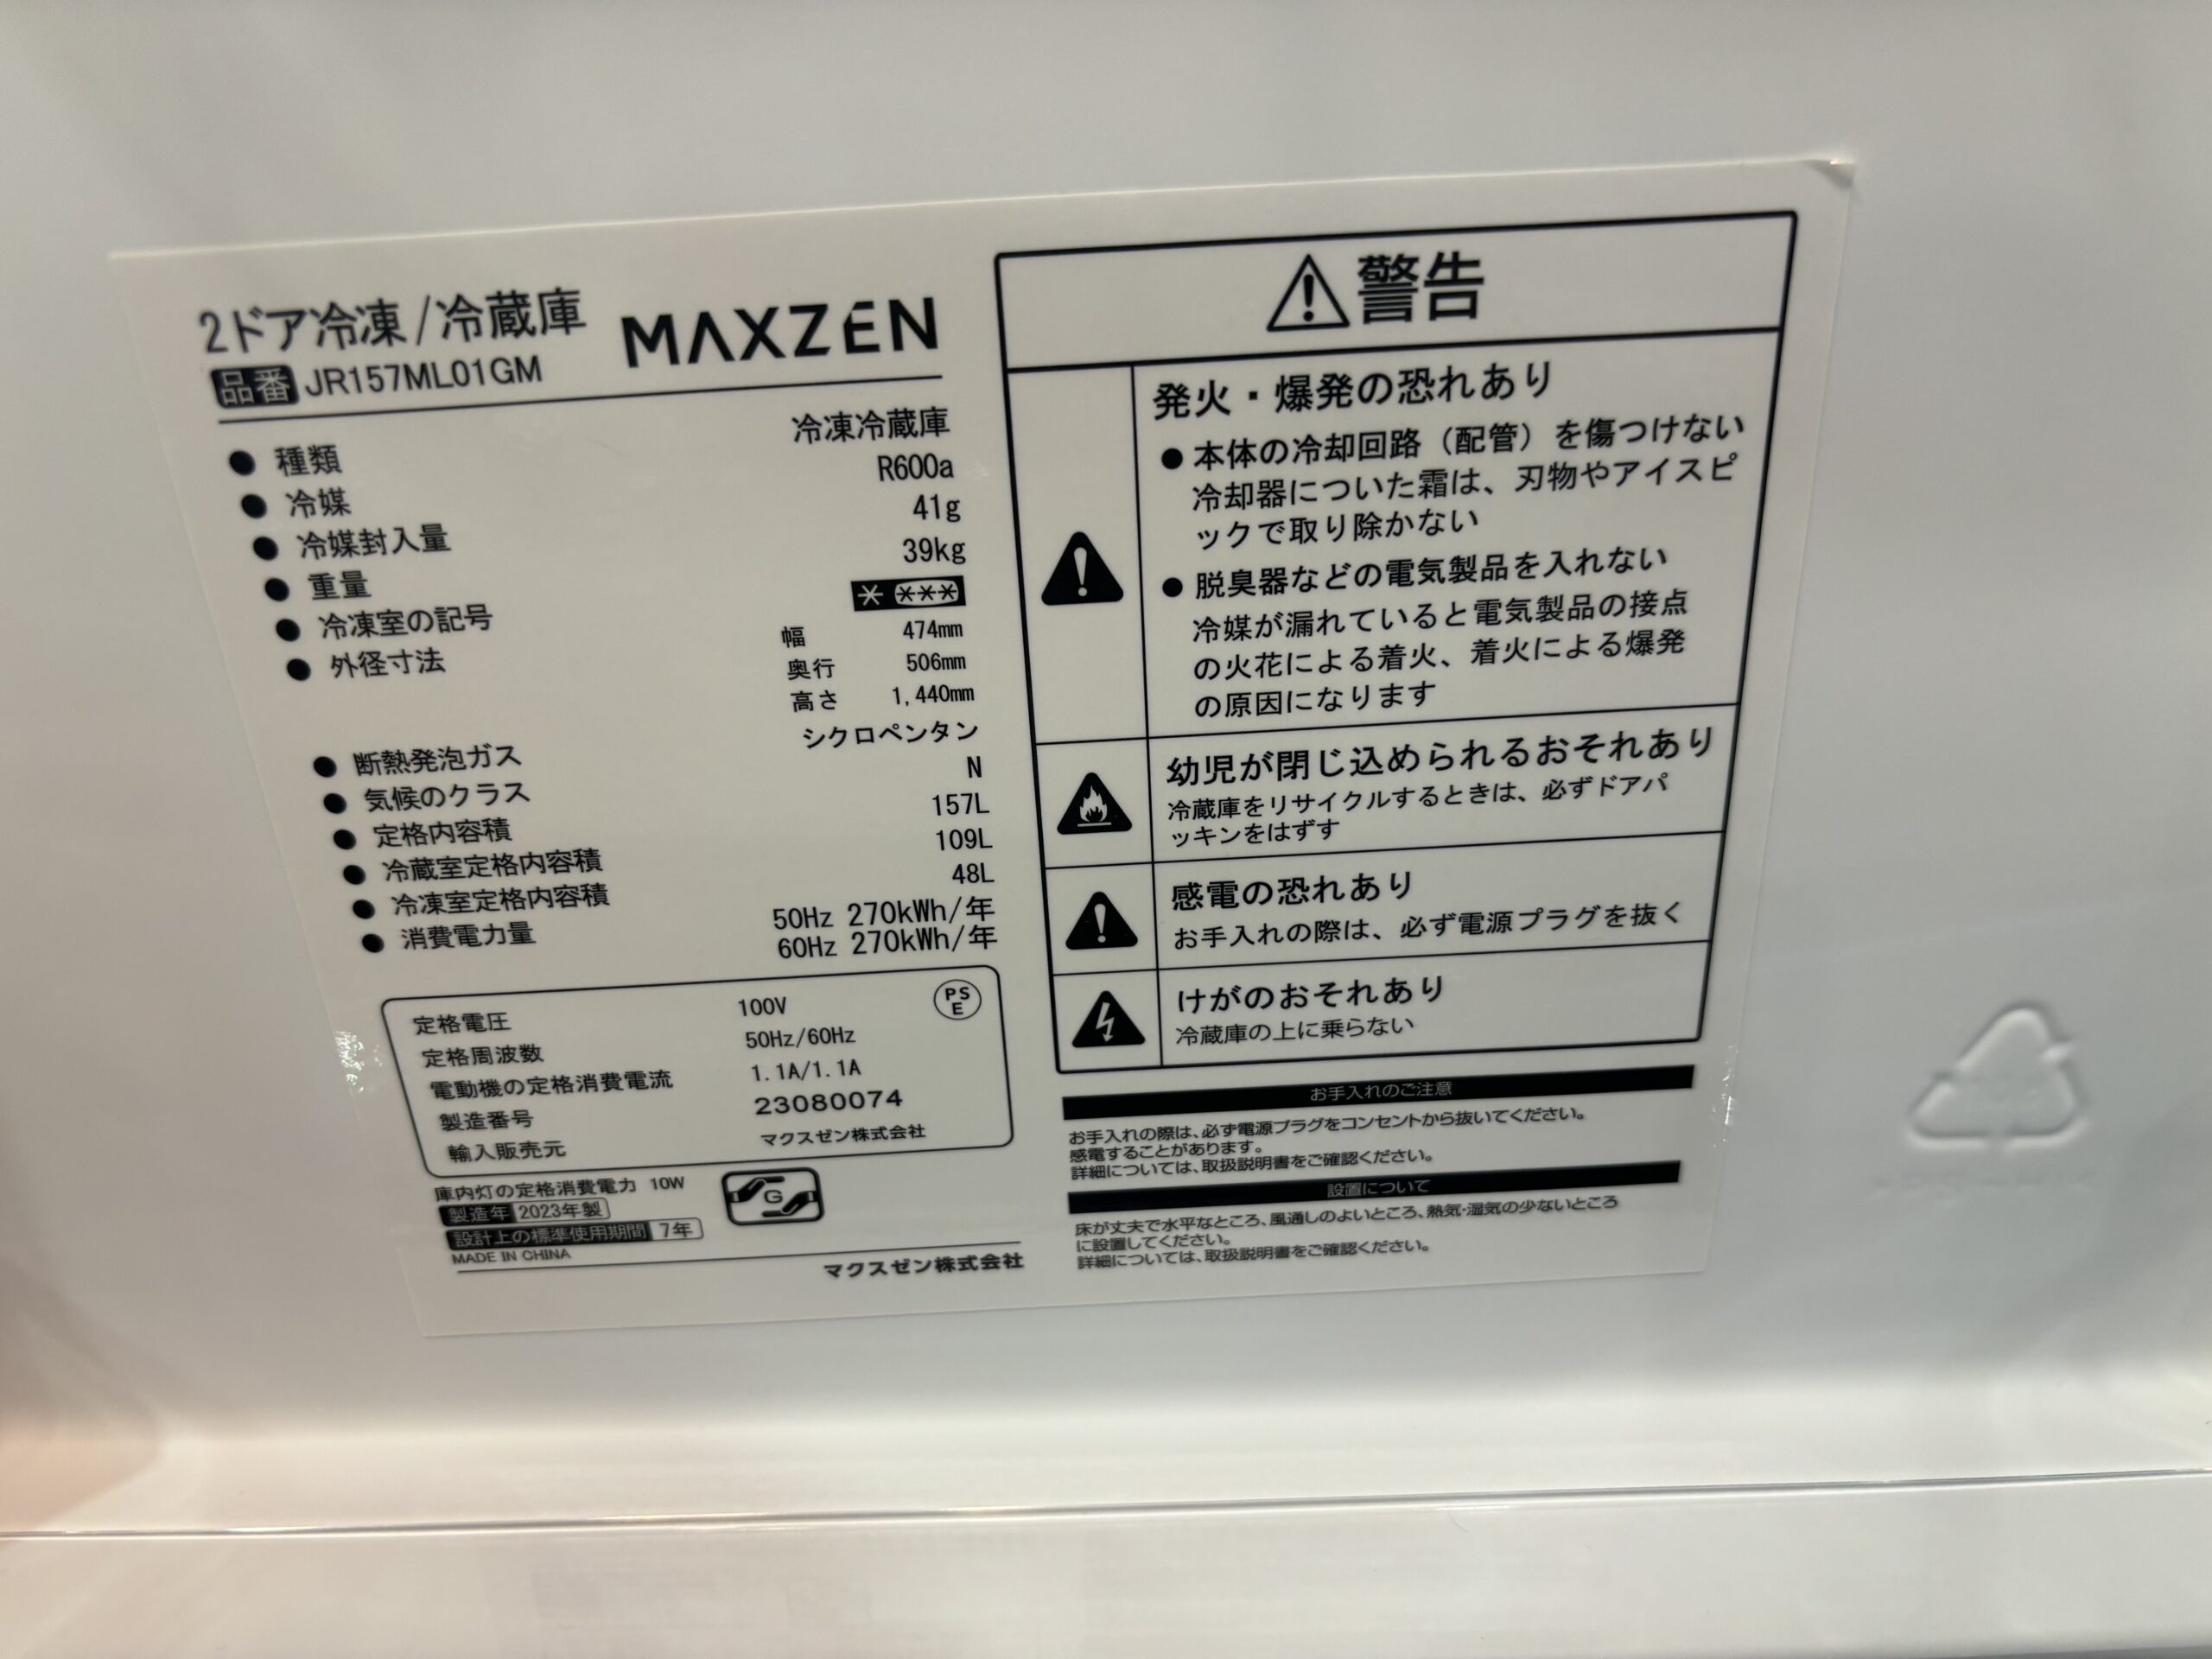 2ドア冷凍/冷蔵庫 MAXZEN
品番 JR157ML01GM
● 種類 冷凍冷蔵庫
● 冷媒 R600a
● 冷媒封入量 41g
● 重量 39kg
● 冷凍室の記号 * ***
● 外径寸法 幅 474mm
奥行 506mm
高さ 1,440mm
● 断熱発泡ガス シクロペンタン
● 気候のクラス N
● 定格内容積 157L
● 冷蔵室定格内容積 109L
● 冷凍室定格内容積 48L
● 消費電力量 50Hz 270kWh/年
60Hz 270kWh/年
定格電圧 100V
PS
E
定格周波数 50Hz/60Hz
電動機の定格消費電流 1.1A/1.1A
製造番号 23080074
輸入販売元 マクスゼン株式会社
庫内灯の定格消費電力 10W
製造年 2023年製
設計上の標準使用期間 7年
G
MADE IN CHINA
マクスゼン株式会社
警告
発火・爆発の恐れあり
● 本体の冷却回路(配管)を傷つけない
冷却器についた霜は、刃物やアイスピ
ックで取り除かない
● 脱臭器などの電気製品を入れない
冷媒が漏れていると電気製品の接点
の火花による着火、着火による爆発
の原因になります
幼児が閉じ込められるおそれあり
冷蔵庫をリサイクルするときは、必ずドアパ
ッキンをはずす
感電の恐れあり
お手入れの際は、必ず電源プラグを抜く
けがのおそれあり
冷蔵庫の上に乗らない
お手入れのご注意
お手入れの際は、必ず電源プラグをコンセントから抜いてください。
感電することがあります。
詳細については、取扱説明書をご確認ください。
設置について
床が丈夫で水平なところ、風通しのよいところ、熱気・湿気の少ないところ
に設置してください。
詳細については、取扱説明書をご確認ください。